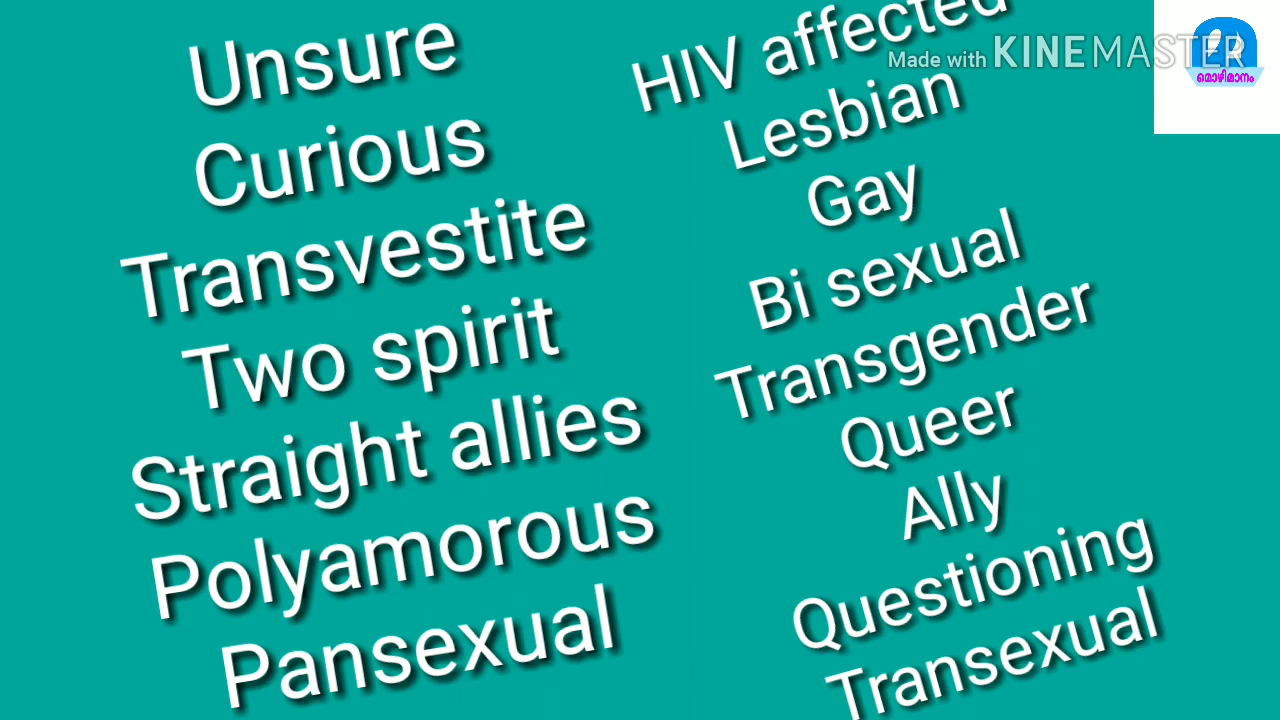 Unsure
Curious
Transvestite
Two spirit
Straight allies
Polyamorous
Pansexual
HIV affected
Lesbian
Gay
Bi sexual
Transgender
Queer
Ally
Questioning
Transexual
Made with KINEMASTER
മൊഴിമാനം